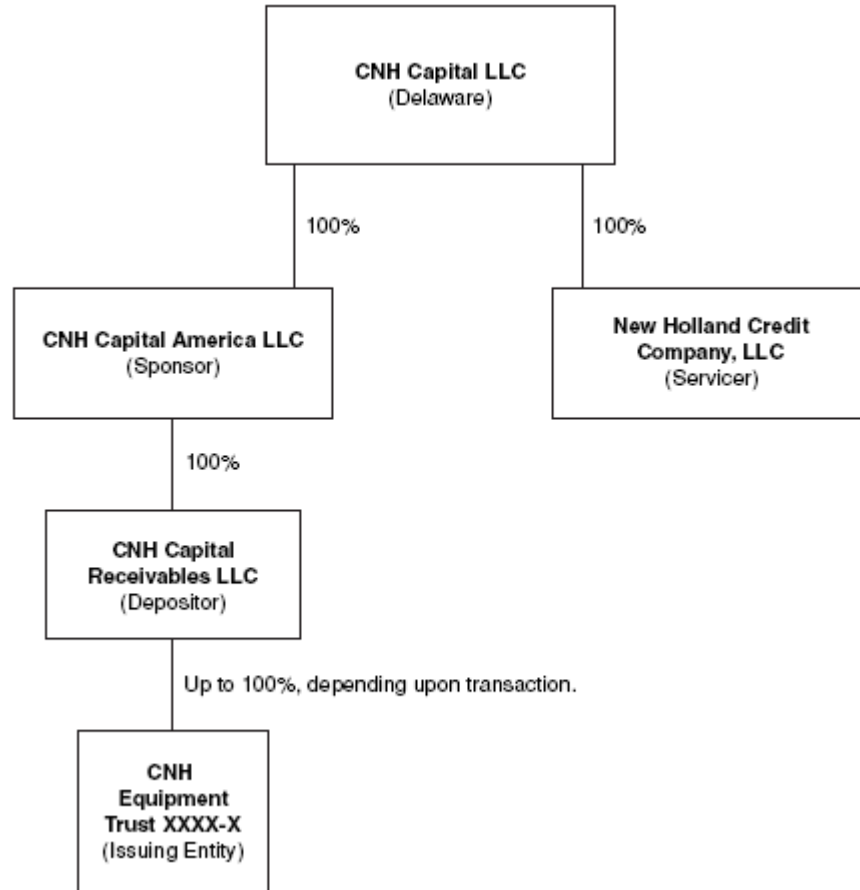 CNH Capital LLC
(Delaware)
100%
100%
CNH Capital America LLC
(Sponsor)
New Holland Credit
Company, LLC
(Servicer)
100%
CNH Capital
Receivables LLC
(Depositor)
Up to 100%, depending upon transaction.
CNH
Equipment
Trust XXXX-X
(Issuing Entity)